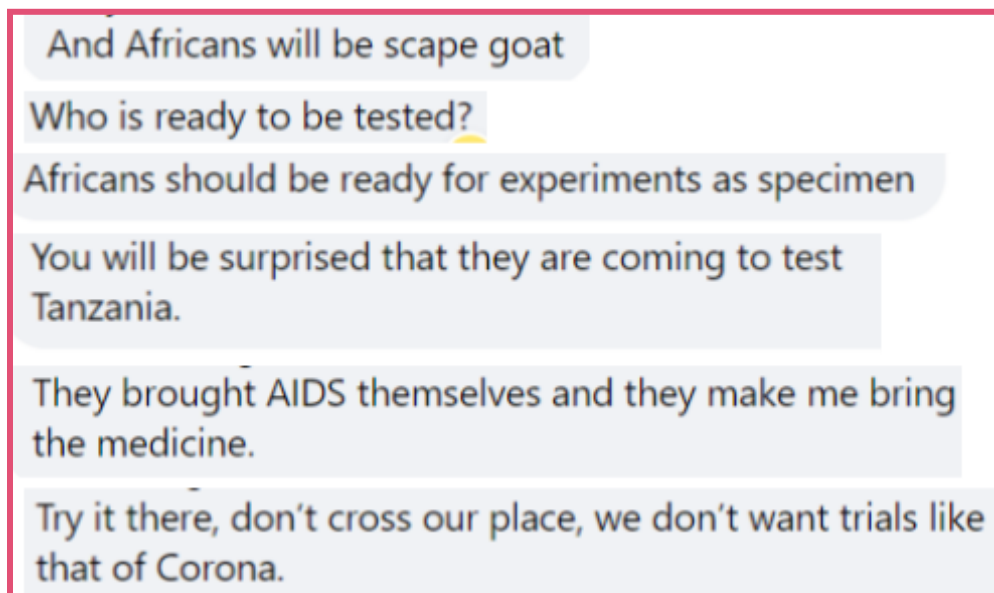 And Africans will be scape goat
Who is ready to be tested?
Africans should be ready for experiments as specimen
You will be surprised that they are coming to test
Tanzania.
They brought AIDS themselves and they make me bring
the medicine.
Try it there, don’t cross our place, we don’t want trials like
that of Corona.